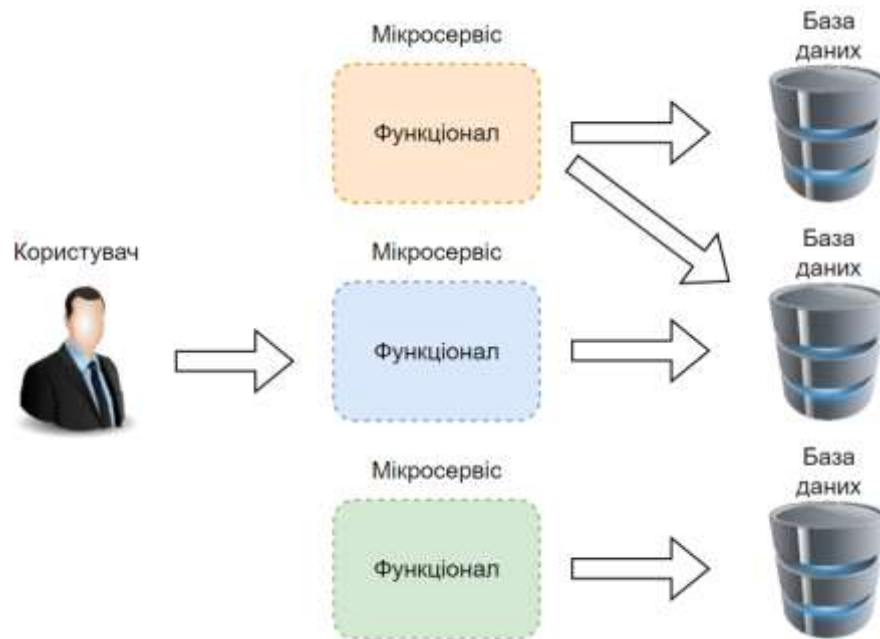 Мікросервіс
База
даних
Функціонал
Користувач
Мікросервіс
База
даних
Функціонал
Мікросервіс
База
даних
Функціонал